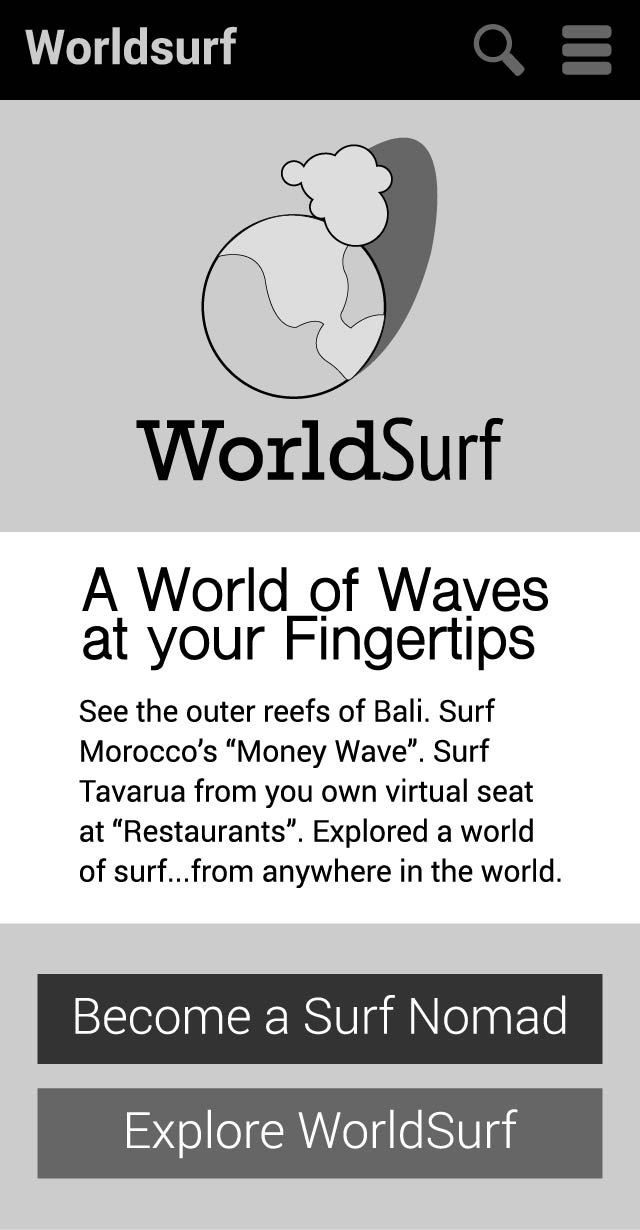 Worldsurf
WorldSurf
A World of Waves
at your Fingertips
See the outer reefs of Bali. Surf
Morocco’s “Money Wave”. Surf
Tavarua from you own virtual seat
at “Restaurants”. Explored a world
of surf...from anywhere in the world.
Become a Surf Nomad
Explore WorldSurf